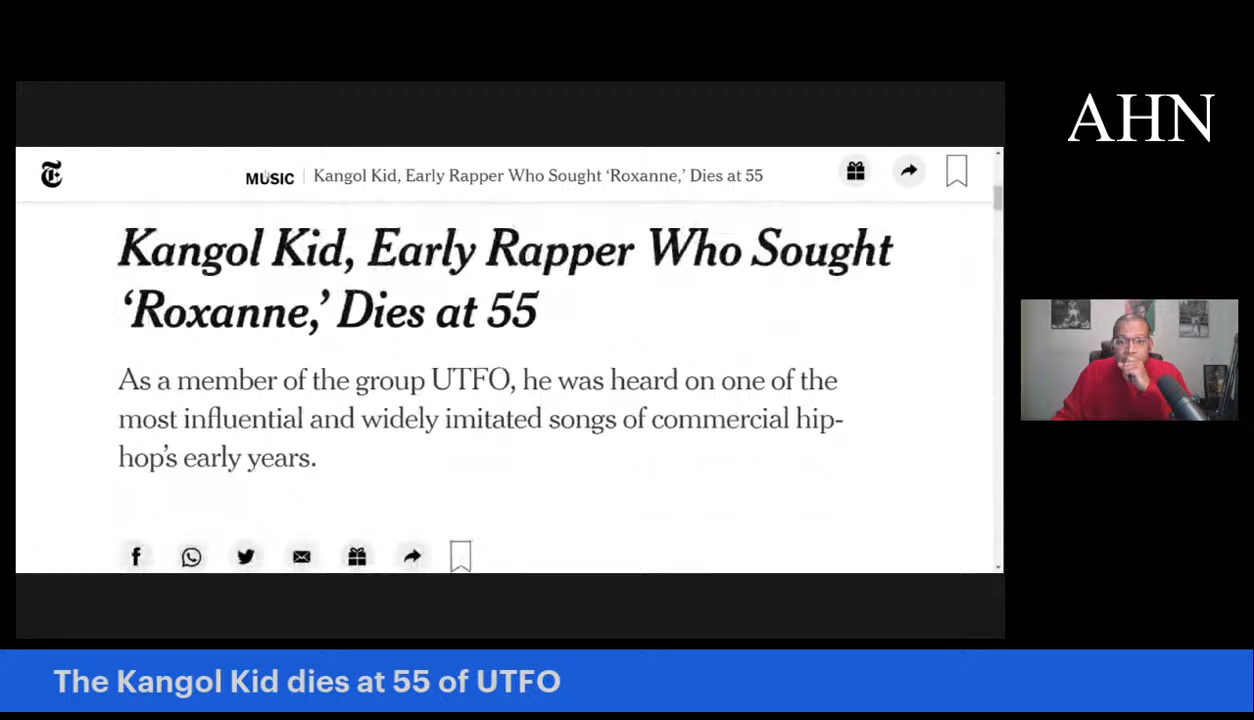 AHN
MUSIC Kangol Kid, Early Rapper Who Sought ‘Roxanne,’ Dies at 55
Kangol Kid, Early Rapper Who Sought
‘Roxanne,’ Dies at 55
As a member of the group UTFO, he was heard on one of the
most influential and widely imitated songs of commercial hip-
hop’s early years.
The Kangol Kid dies at 55 of UTFO